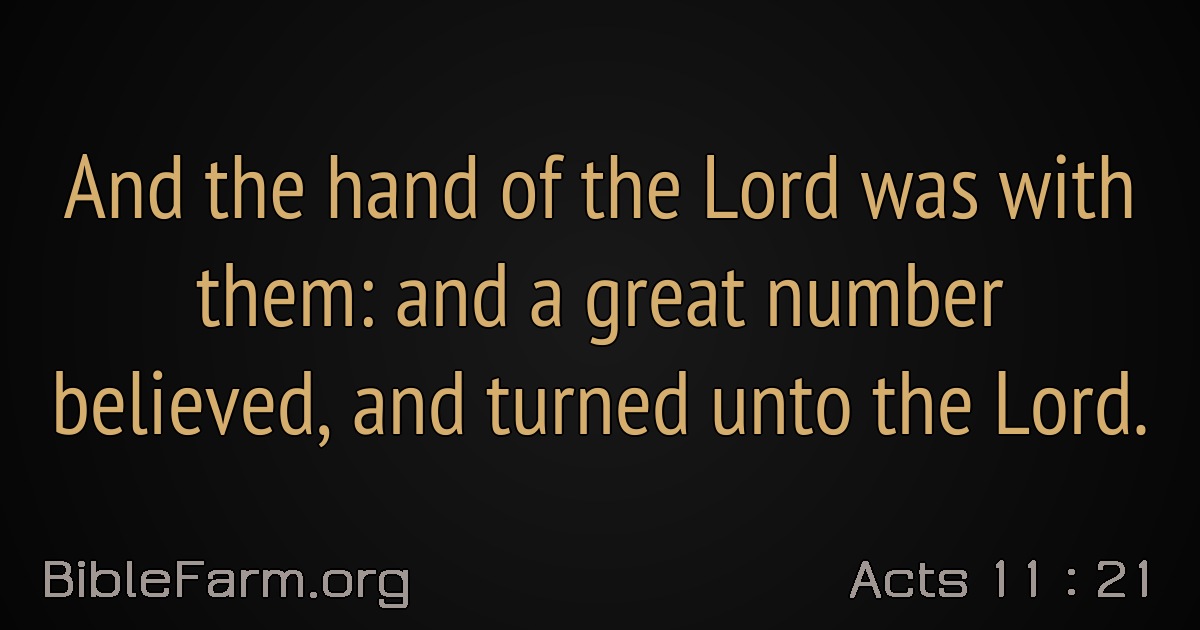 And the hand of the Lord was with
them: and a great number
believed, and turned unto the Lord.
BibleFarm.org
Acts 11 : 21